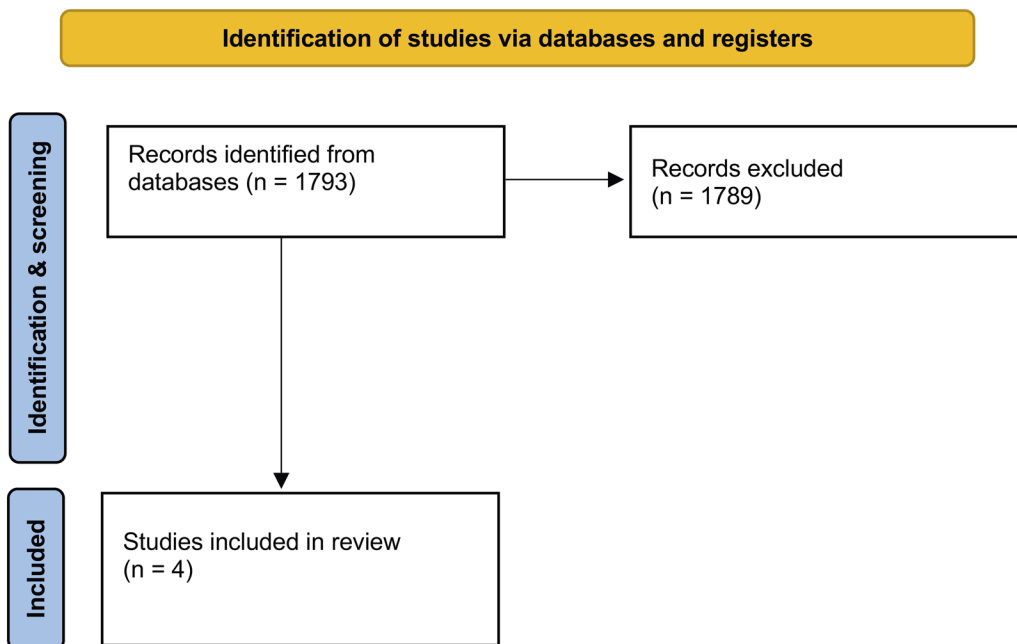 Identification of studies via databases and registers
Identification & screening
Records identified from
databases (n = 1793)
Records excluded
(n = 1789)
Included
Studies included in review
(n = 4)